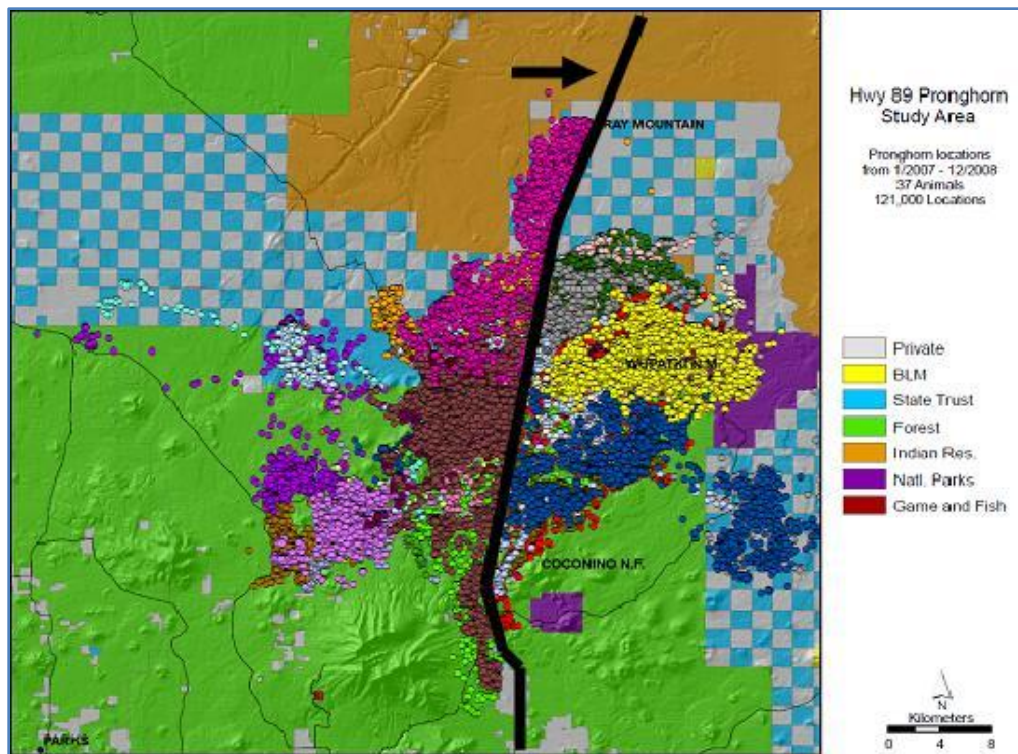 Hwy 89 Pronghorn
Study Area
Pronghorn locations
from 1/2007 - 12/2008
37 Animals
121,000 Locations
RAY MOUNTAIN
COCONINO N.F.
PARKS
Private
BLM
State Trust
Forest
Indian Res.
Natl. Parks
Game and Fish
N
Kilometers
0 4 8